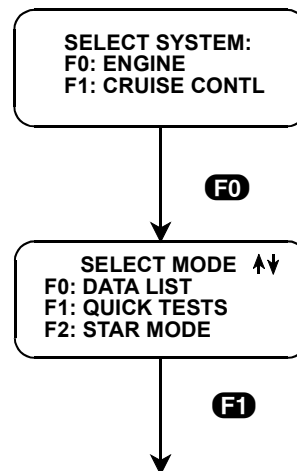 SELECT SYSTEM:
F0: ENGINE
F1: CRUISE CONTL
F0
SELECT MODE
F0: DATA LIST
F1: QUICK TESTS
F2: STAR MODE
F1